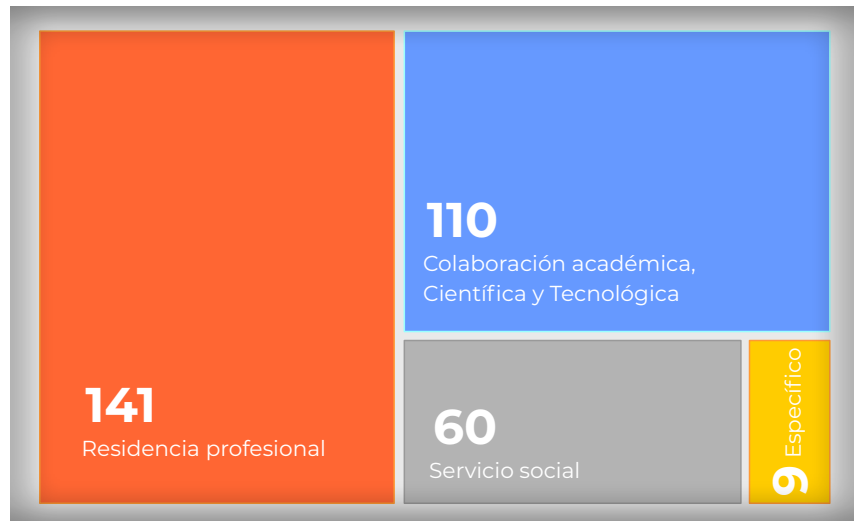 141
Residencia profesional
110
Colaboración académica,
Científica y Tecnológica
60
Servicio social
9 Específico